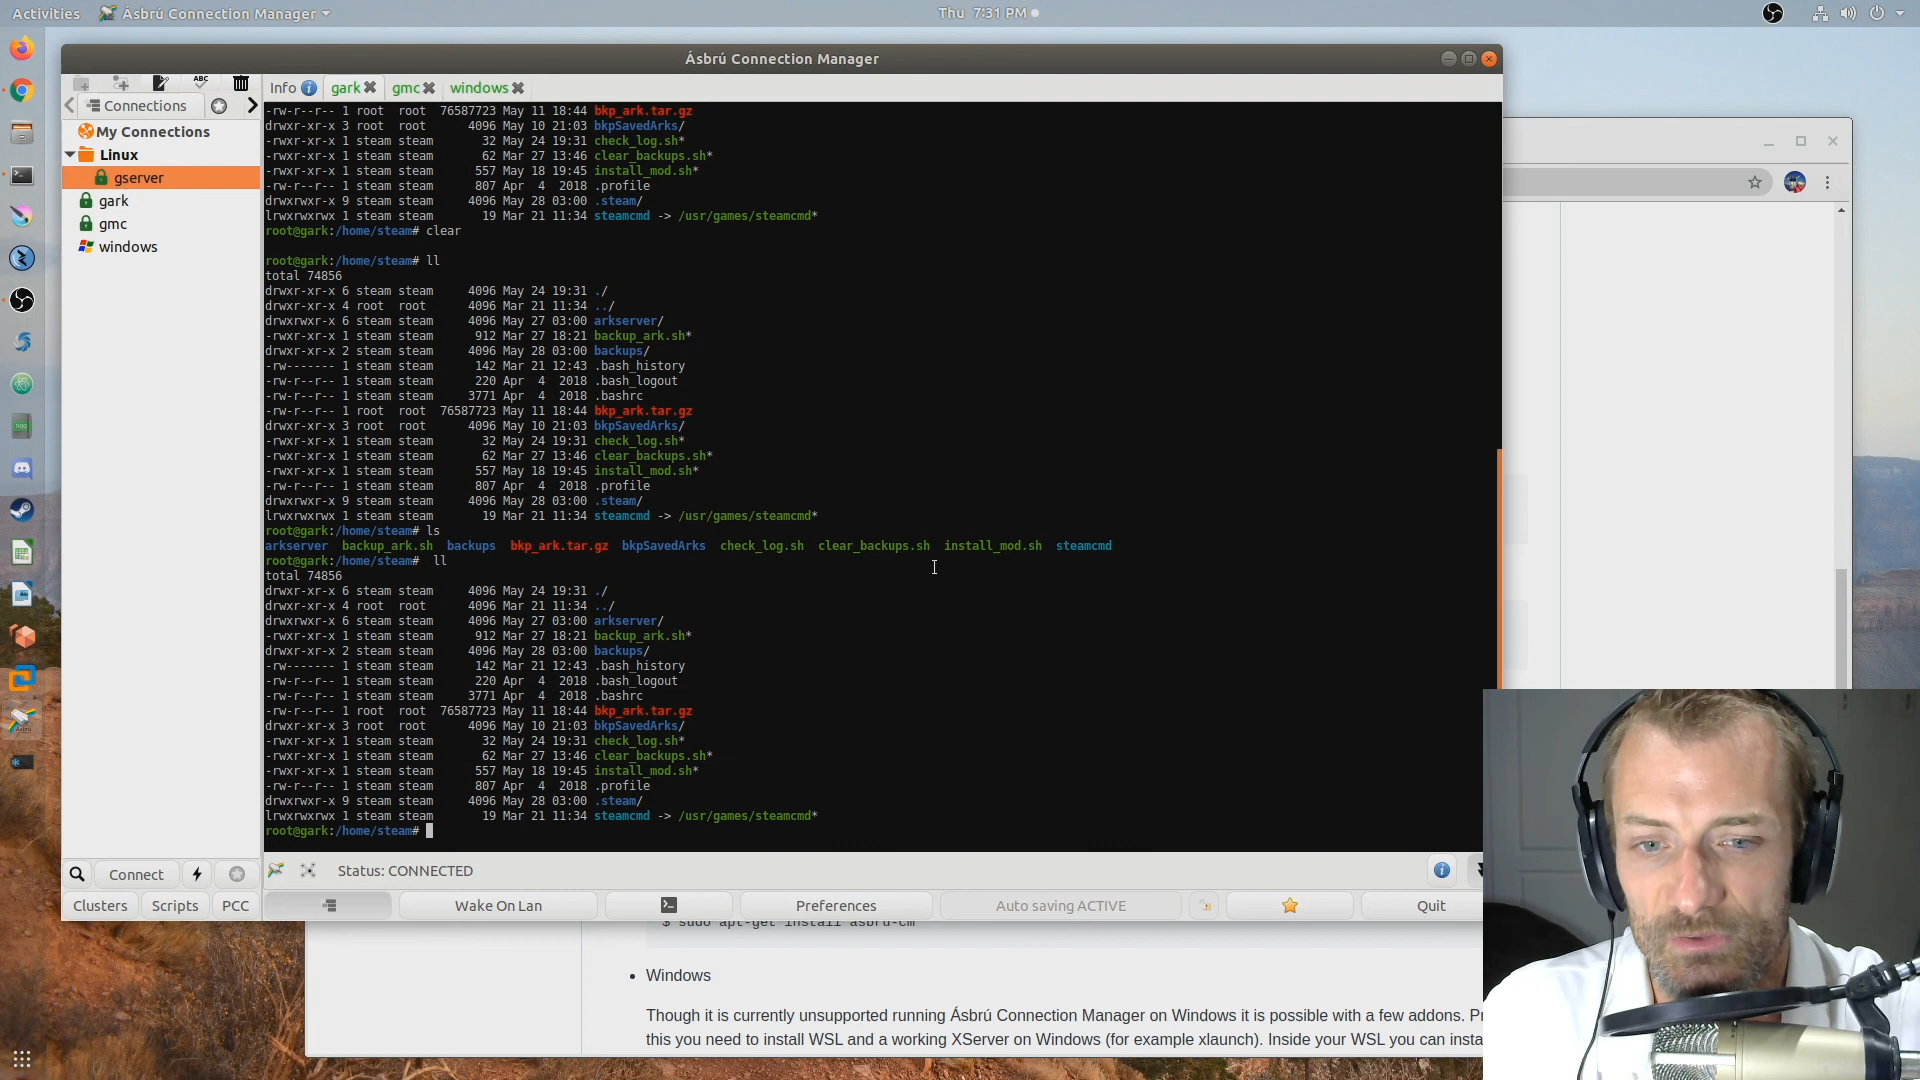 Activities
Ásbrú Connection Manager
Thu 7:31 PM
Ásbrú Connection Manager
ABC
Connections
Info
gark
gmc
windows
My Connections
Linux
gserver
gark
gmc
windows
-rw-r--r-- 1 root  root  76587723 May 11 18:44 bkp_ark.tar.gz
drwxr-xr-x 3 root  root      4096 May 10 21:03 bkpSavedArks/
-rwxr-xr-x 1 steam steam       32 May 24 19:31 check_log.sh*
-rwxr-xr-x 1 steam steam       62 Mar 27 13:46 clear_backups.sh*
-rwxr-xr-x 1 steam steam      557 May 18 19:45 install_mod.sh*
-rw-r--r-- 1 steam steam      807 Apr  4  2018 .profile
drwxrwxr-x 9 steam steam     4096 May 28 03:00 .steam/
lrwxrwxrwx 1 steam steam       19 Mar 21 11:34 steamcmd -> /usr/games/steamcmd*
root@gark:/home/steam# clear
root@gark:/home/steam# ll
total 74856
drwxr-xr-x 6 steam steam     4096 May 24 19:31 ./
drwxr-xr-x 4 root  root      4096 Mar 21 11:34 ../
drwxrwxr-x 6 steam steam     4096 May 27 03:00 arkserver/
-rwxr-xr-x 1 steam steam      912 Mar 27 18:21 backup_ark.sh*
drwxr-xr-x 2 steam steam     4096 May 28 03:00 backups/
-rw------- 1 steam steam      142 Mar 21 12:43 .bash_history
-rw-r--r-- 1 steam steam      220 Apr  4  2018 .bash_logout
-rw-r--r-- 1 steam steam     3771 Apr  4  2018 .bashrc
-rw-r--r-- 1 root  root  76587723 May 11 18:44 bkp_ark.tar.gz
drwxr-xr-x 3 root  root      4096 May 10 21:03 bkpSavedArks/
-rwxr-xr-x 1 steam steam       32 May 24 19:31 check_log.sh*
-rwxr-xr-x 1 steam steam       62 Mar 27 13:46 clear_backups.sh*
-rwxr-xr-x 1 steam steam      557 May 18 19:45 install_mod.sh*
-rw-r--r-- 1 steam steam      807 Apr  4  2018 .profile
drwxrwxr-x 9 steam steam     4096 May 28 03:00 .steam/
lrwxrwxrwx 1 steam steam       19 Mar 21 11:34 steamcmd -> /usr/games/steamcmd*
root@gark:/home/steam# ls
arkserver  backup_ark.sh  backups  bkp_ark.tar.gz  bkpSavedArks  check_log.sh  clear_backups.sh  install_mod.sh  steamcmd
root@gark:/home/steam#  ll
total 74856
drwxr-xr-x 6 steam steam     4096 May 24 19:31 ./
drwxr-xr-x 4 root  root      4096 Mar 21 11:34 ../
drwxrwxr-x 6 steam steam     4096 May 27 03:00 arkserver/
-rwxr-xr-x 1 steam steam      912 Mar 27 18:21 backup_ark.sh*
drwxr-xr-x 2 steam steam     4096 May 28 03:00 backups/
-rw------- 1 steam steam      142 Mar 21 12:43 .bash_history
-rw-r--r-- 1 steam steam      220 Apr  4  2018 .bash_logout
-rw-r--r-- 1 steam steam     3771 Apr  4  2018 .bashrc
-rw-r--r-- 1 root  root  76587723 May 11 18:44 bkp_ark.tar.gz
drwxr-xr-x 3 root  root      4096 May 10 21:03 bkpSavedArks/
-rwxr-xr-x 1 steam steam       32 May 24 19:31 check_log.sh*
-rwxr-xr-x 1 steam steam       62 Mar 27 13:46 clear_backups.sh*
-rwxr-xr-x 1 steam steam      557 May 18 19:45 install_mod.sh*
-rw-r--r-- 1 steam steam      807 Apr  4  2018 .profile
drwxrwxr-x 9 steam steam     4096 May 28 03:00 .steam/
lrwxrwxrwx 1 steam steam       19 Mar 21 11:34 steamcmd -> /usr/games/steamcmd*
root@gark:/home/steam#
Connect
Status: CONNECTED
Clusters
Scripts
PCC
Wake On Lan
Preferences
Auto saving ACTIVE
Quit
$ sudo apt-get install asbru-cm
• Windows
Though it is currently unsupported running Ásbrú Connection Manager on Windows it is possible with a few addons.
this you need to install WSL and a working XServer on Windows (for example xlaunch). Inside your WSL you can